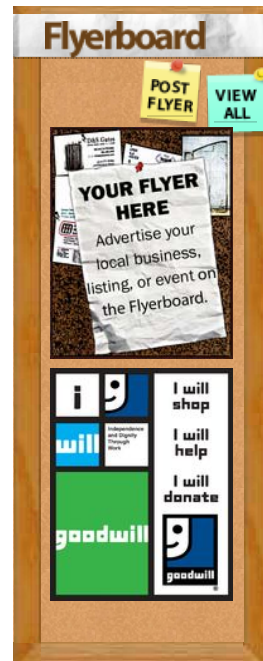 Flyerboard
POST
FLYER
VIEW
ALL
YOUR FLYER
HERE
Advertise your
local business,
listing, or event on
the Flyerboard.
i
will
Independence
and Dignity
Through
Work
goodwill
I will
shop
I will
help
I will
donate
goodwill
®